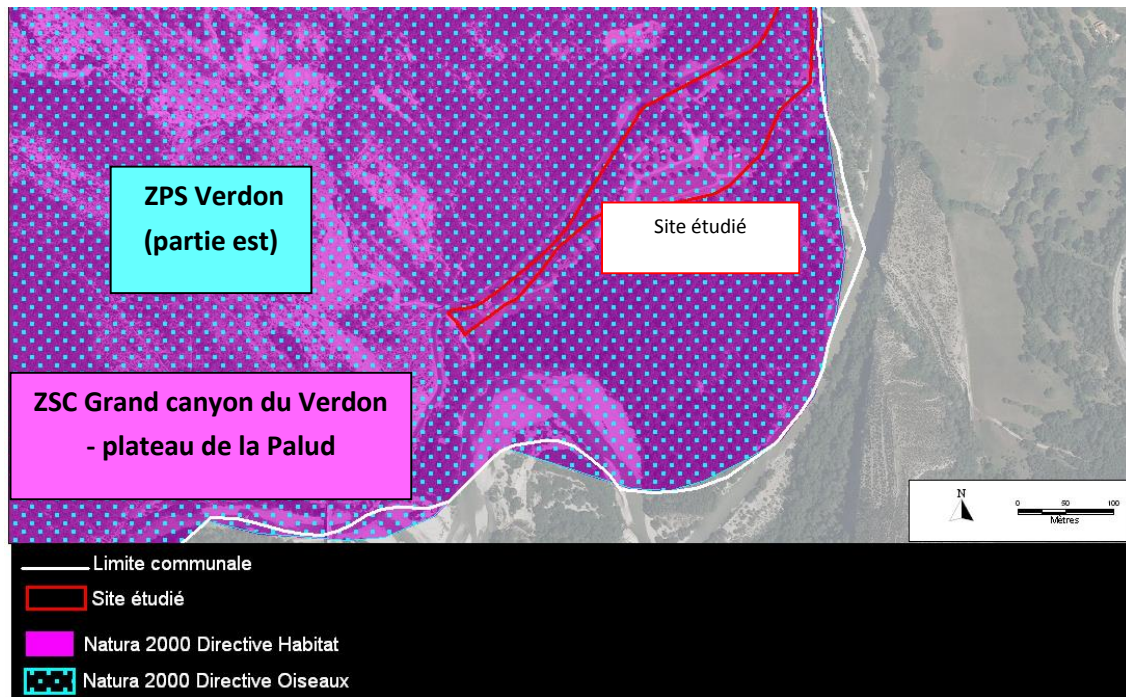 ZPS Verdon
(partie est)
Site étudié
ZSC Grand canyon du Verdon
- plateau de la Palud
N
0 50 100
Mètres
Limite communale
Site étudié
Natura 2000 Directive Habitat
Natura 2000 Directive Oiseaux